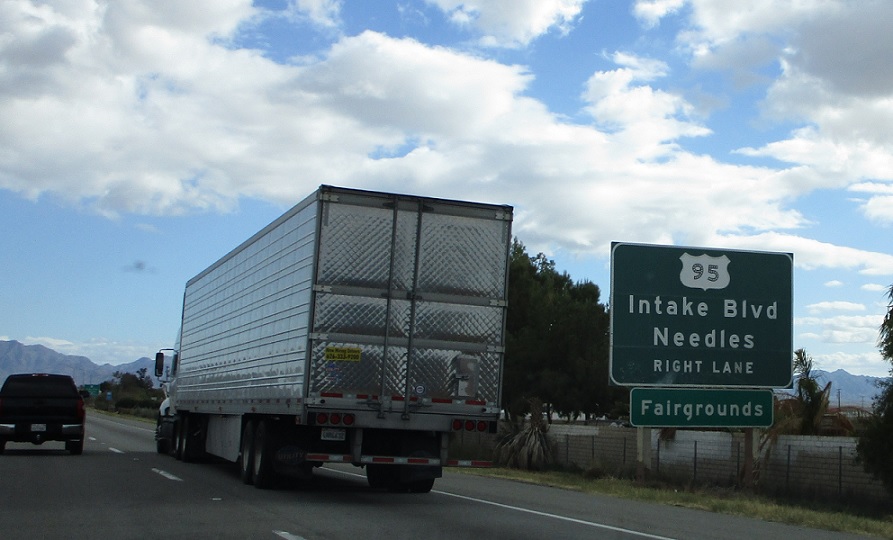 95
Intake Blvd
Needles
RIGHT LANE
Fairgrounds